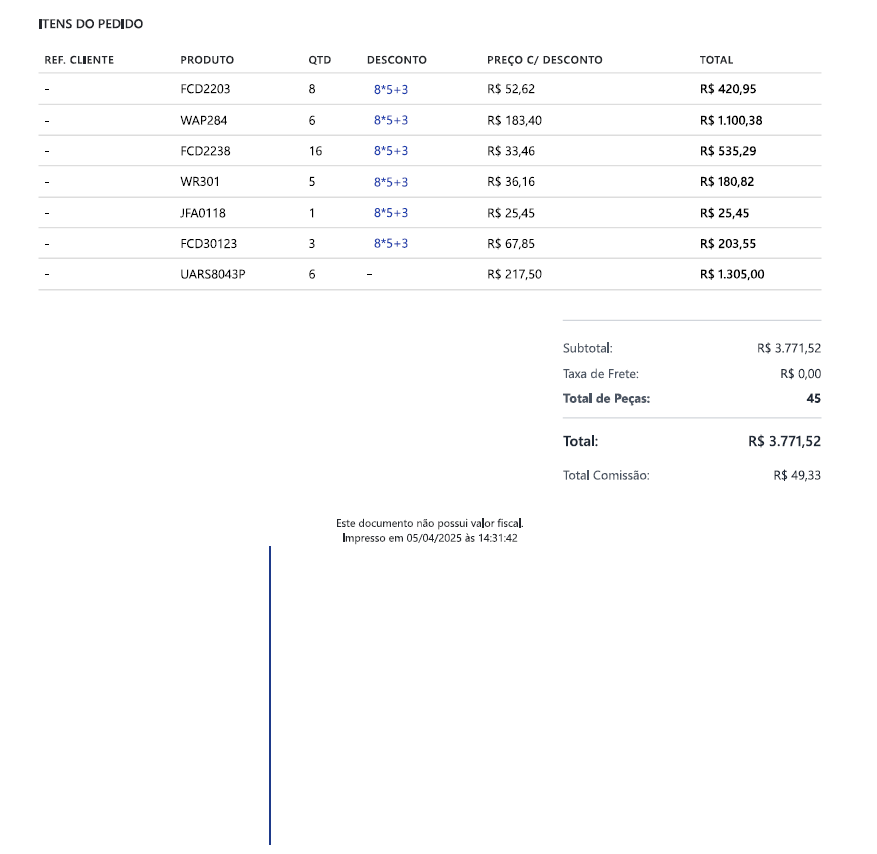 ITENS DO PEDIDO
REF. CLIENTE PRODUTO QTD DESCONTO PREÇO C/ DESCONTO TOTAL
- FCD2203 8 8*5+3 R$ 52,62 R$ 420,95
- WAP284 6 8*5+3 R$ 183,40 R$ 1.100,38
- FCD2238 16 8*5+3 R$ 33,46 R$ 535,29
- WR301 5 8*5+3 R$ 36,16 R$ 180,82
- JFA0118 1 8*5+3 R$ 25,45 R$ 25,45
- FCD30123 3 8*5+3 R$ 67,85 R$ 203,55
- UARS8043P 6 - R$ 217,50 R$ 1.305,00
Subtotal: R$ 3.771,52
Taxa de Frete: R$ 0,00
Total de Peças: 45
Total: R$ 3.771,52
Total Comissão: R$ 49,33
Este documento não possui valor fiscal.
Impresso em 05/04/2025 às 14:31:42